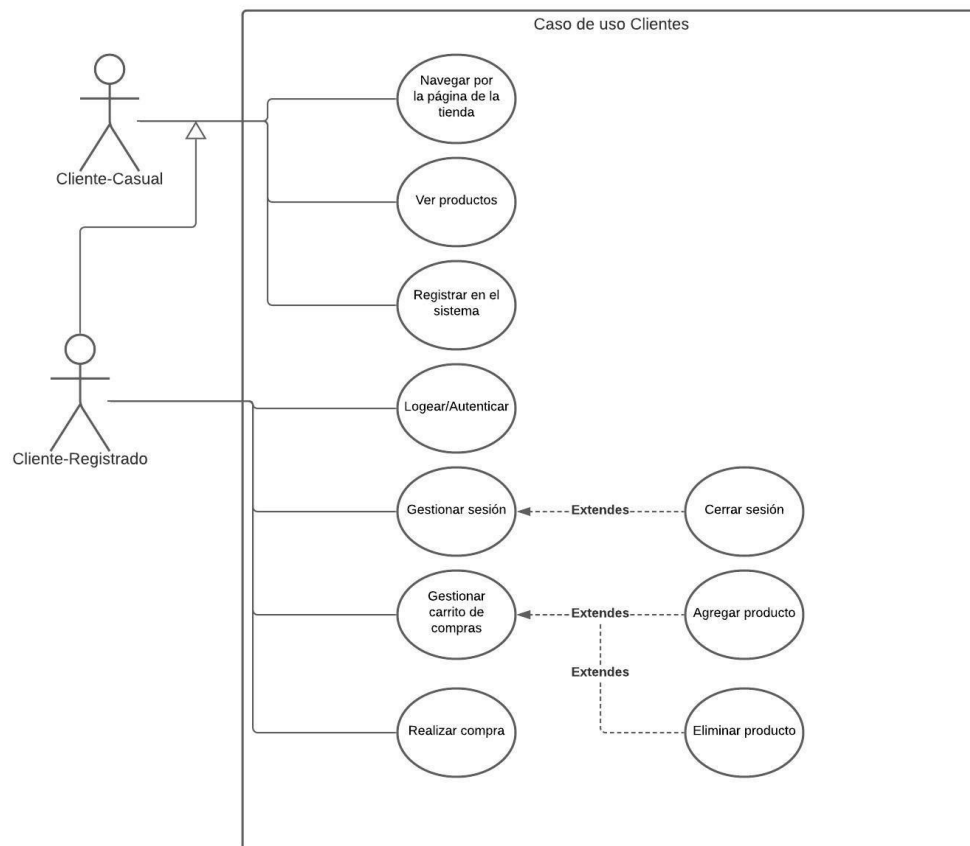 Caso de uso Clientes
Navegar por
la página de la
tienda
Cliente-Casual
Ver productos
Registrar en el
sistema
Logear/Autenticar
Cliente-Registrado
Gestionar sesión
Extendes
Cerrar sesión
Gestionar
carrito de
compras
Extendes
Agregar producto
Extendes
Realizar compra
Eliminar producto